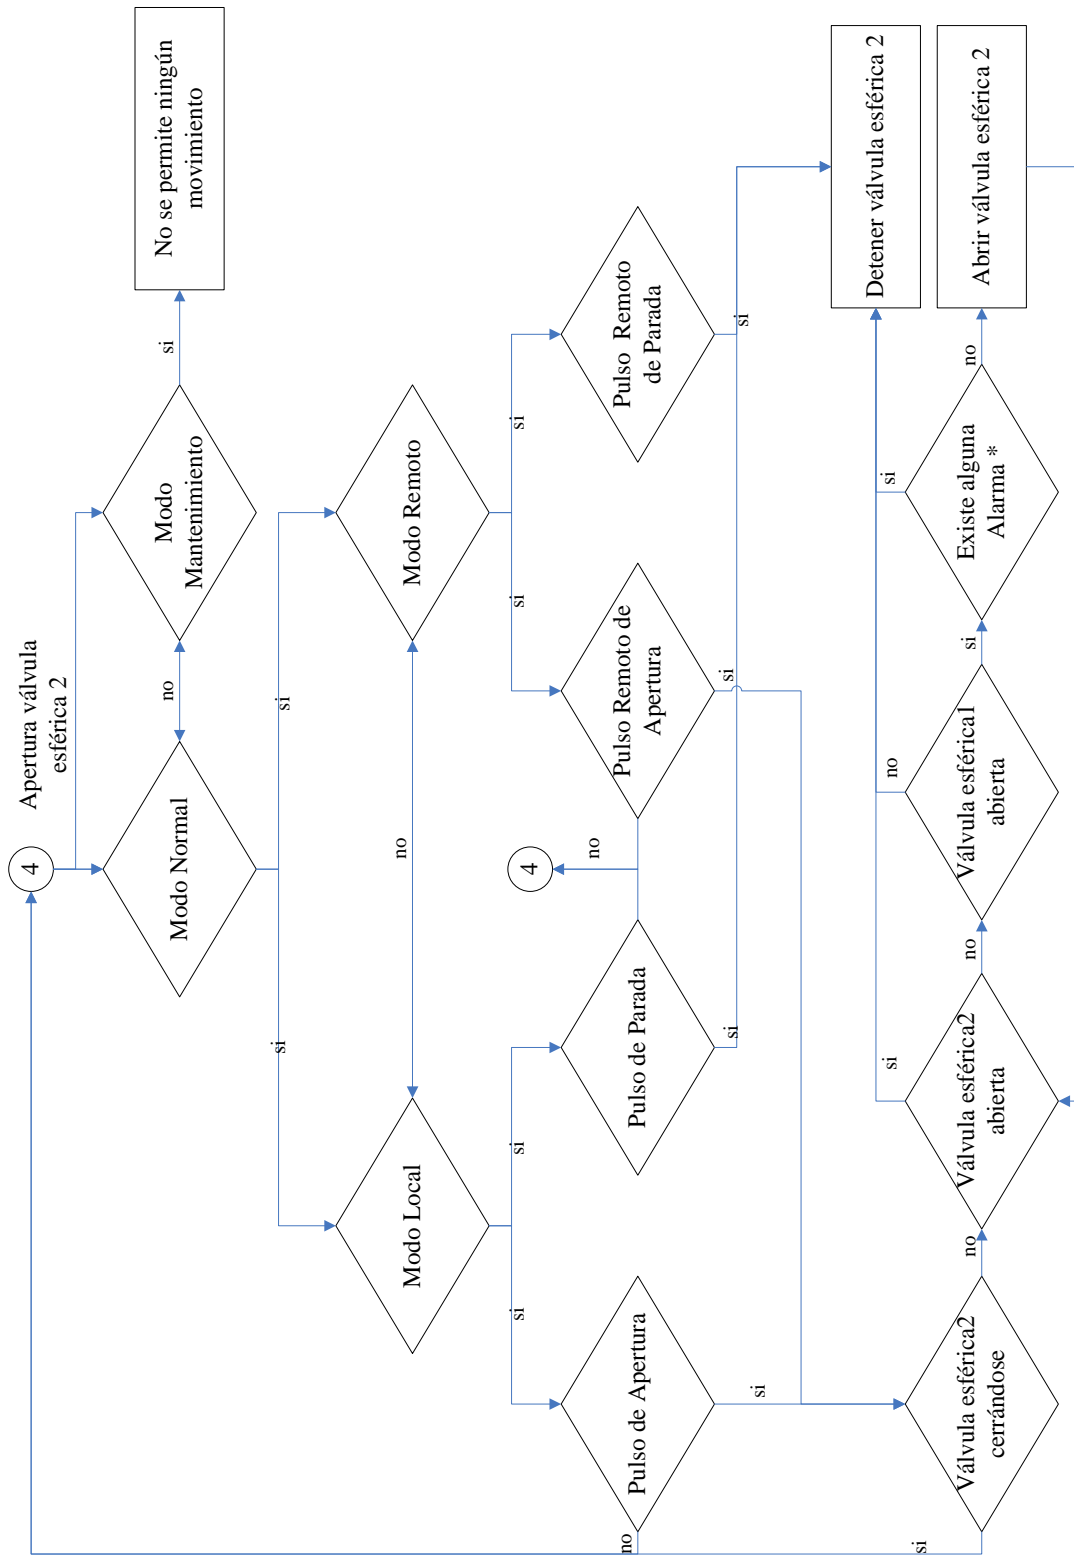 4
Apertura válvula
esférica 2
Modo Normal
no
Modo
Mantenimiento
si
No se permite ningún
movimiento
si
si
Modo Local
no
Modo Remoto
si
si
4
si
si
no
no
Pulso de Apertura
Pulso de Parada
Pulso Remoto de
Apertura
Pulso Remoto
de Parada
si
si
si
si
Detener válvula esférica 2
si
no
si
si
Válvula esférica2
cerrándose
no
Válvula esférica2
abierta
no
Válvula esférical
abierta
si
Existe alguna
Alarma *
no
Abrir válvula esférica 2